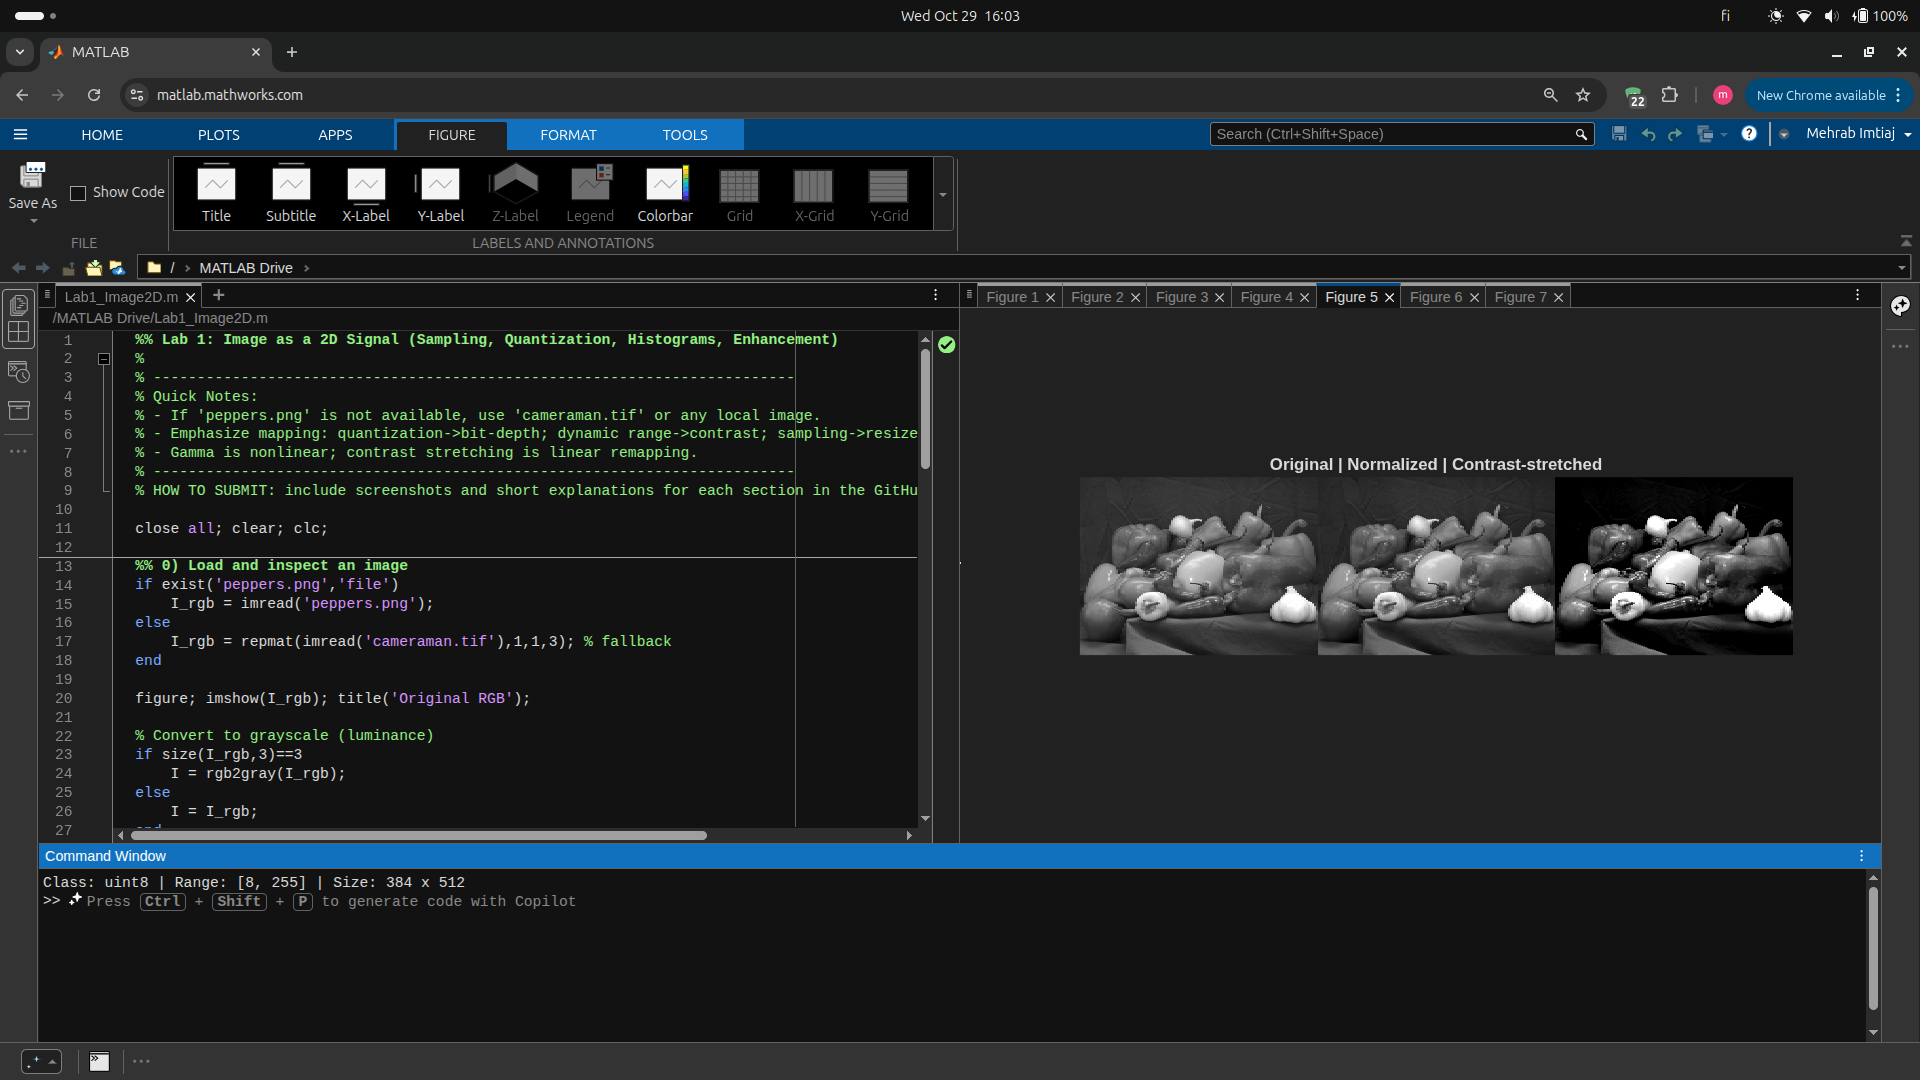 Wed Oct 29 16:03
fi
100%
MATLAB
matlab.mathworks.com
22
m
New Chrome available
HOME
PLOTS
APPS
FIGURE
FORMAT
TOOLS
Search (Ctrl+Shift+Space)
?
Mehrab Imtiaj
Save As
Show Code
Title
Subtitle
X-Label
Y-Label
Z-Label
Legend
Colorbar
Grid
X-Grid
Y-Grid
FILE
LABELS AND ANNOTATIONS
/ › MATLAB Drive ›
Lab1_Image2D.m
/MATLAB Drive/Lab1_Image2D.m
1 %% Lab 1: Image as a 2D Signal (Sampling, Quantization, Histograms, Enhancement)
2 %
3 % -------------------------------------------------------------------------
4 % Quick Notes:
5 % - If 'peppers.png' is not available, use 'cameraman.tif' or any local image.
6 % - Emphasize mapping: quantization->bit-depth; dynamic range->contrast; sampling->resize
7 % - Gamma is nonlinear; contrast stretching is linear remapping.
8 % -------------------------------------------------------------------------
9 % HOW TO SUBMIT: include screenshots and short explanations for each section in the GitHu
10
11 close all; clear; clc;
12
13 %% 0) Load and inspect an image
14 if exist('peppers.png','file')
15 I_rgb = imread('peppers.png');
16 else
17 I_rgb = repmat(imread('cameraman.tif'),1,1,3); % fallback
18 end
19
20 figure; imshow(I_rgb); title('Original RGB');
21
22 % Convert to grayscale (luminance)
23 if size(I_rgb,3)==3
24 I = rgb2gray(I_rgb);
25 else
26 I = I_rgb;
27
Figure 1
Figure 2
Figure 3
Figure 4
Figure 5
Figure 6
Figure 7
Original | Normalized | Contrast-stretched
Command Window
Class: uint8 | Range: [8, 255] | Size: 384 x 512
>> Press Ctrl + Shift + P to generate code with Copilot